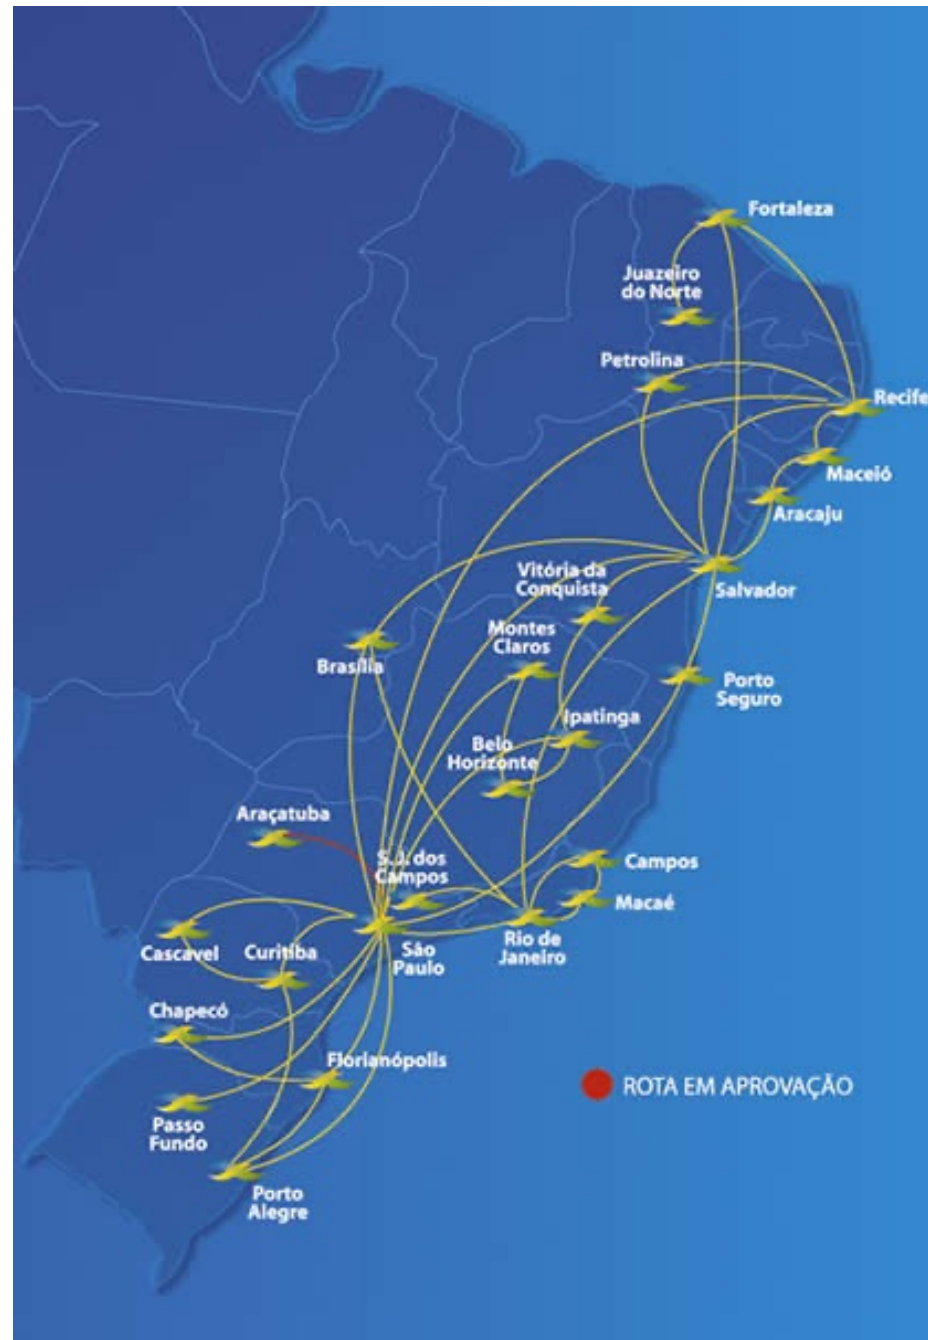 Fortaleza
Juazeiro
do Norte
Petrolina
Recife
Maceió
Aracaju
Vitória da
Conquista
Salvador
Montes
Claros
Brasília
Porto
Seguro
Ipatinga
Belo
Horizonte
Araçatuba
S. J. dos
Campos
Campos
Macaé
Cascavel
Curitiba
São
Paulo
Rio de
Janeiro
Chapecó
Florianópolis
ROTA EM APROVAÇÃO
Passo
Fundo
Porto
Alegre